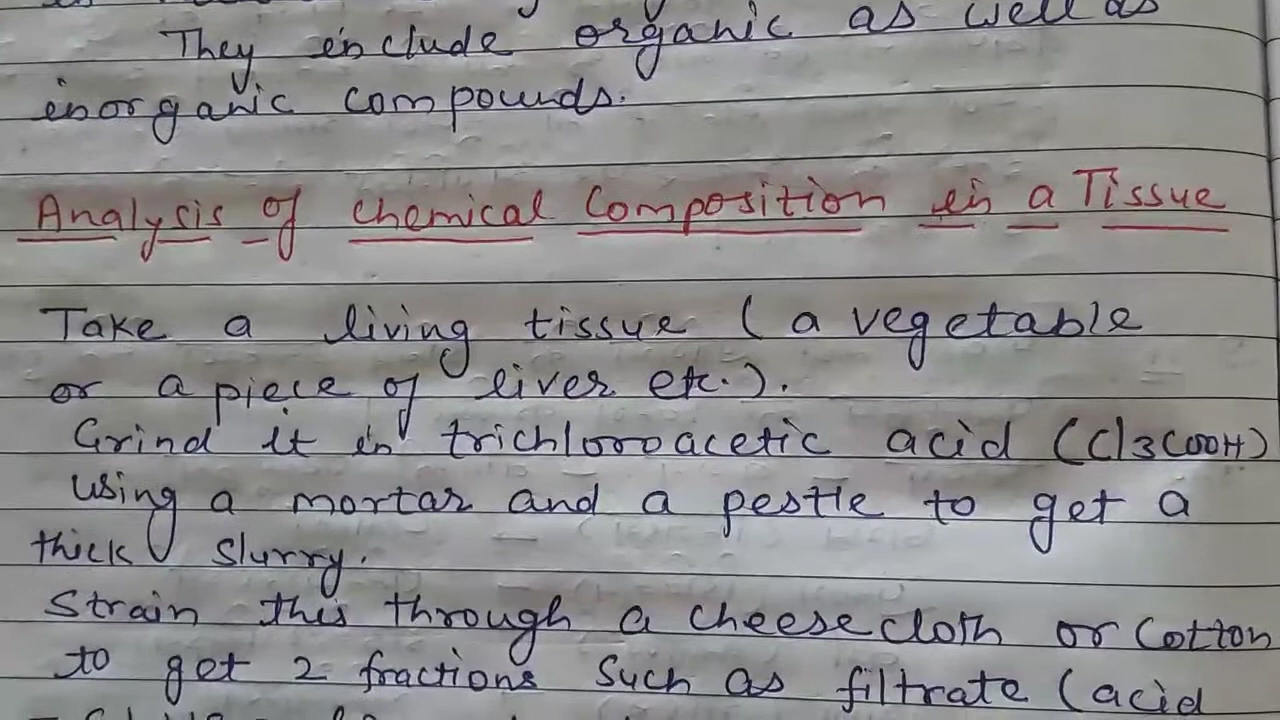 They include organic as well as
inorganic compounds.
Analysis of Chemical Composition in a Tissue
Take a living tissue (a vegetable
or a piece of liver etc.).
Grind it in trichloroacetic acid (Cl3COOH)
using a mortar and a pestle to get a
thick slurry.
Strain this through a cheese cloth or cotton
to get 2 fractions such as filtrate (acid